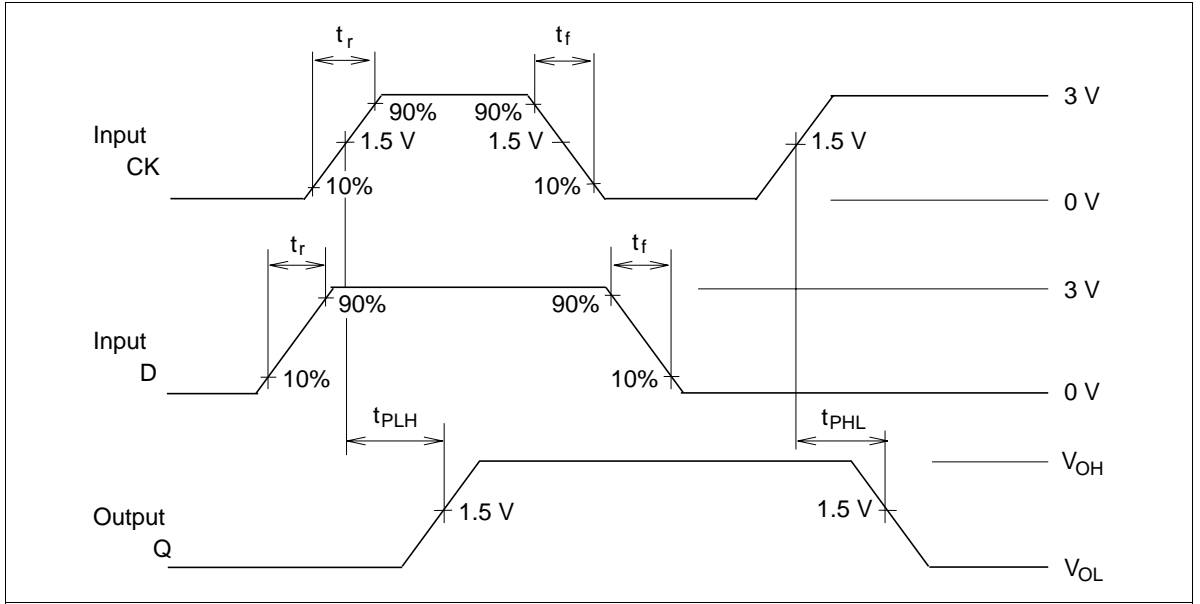 t r
t f
90%
90%
3 V
Input
CK
1.5 V
1.5 V
1.5 V
10%
10%
0 V
t r
t f
90%
90%
3 V
Input
D
10%
10%
0 V
t PLH
t PHL
V OH
Output
Q
1.5 V
1.5 V
V OL